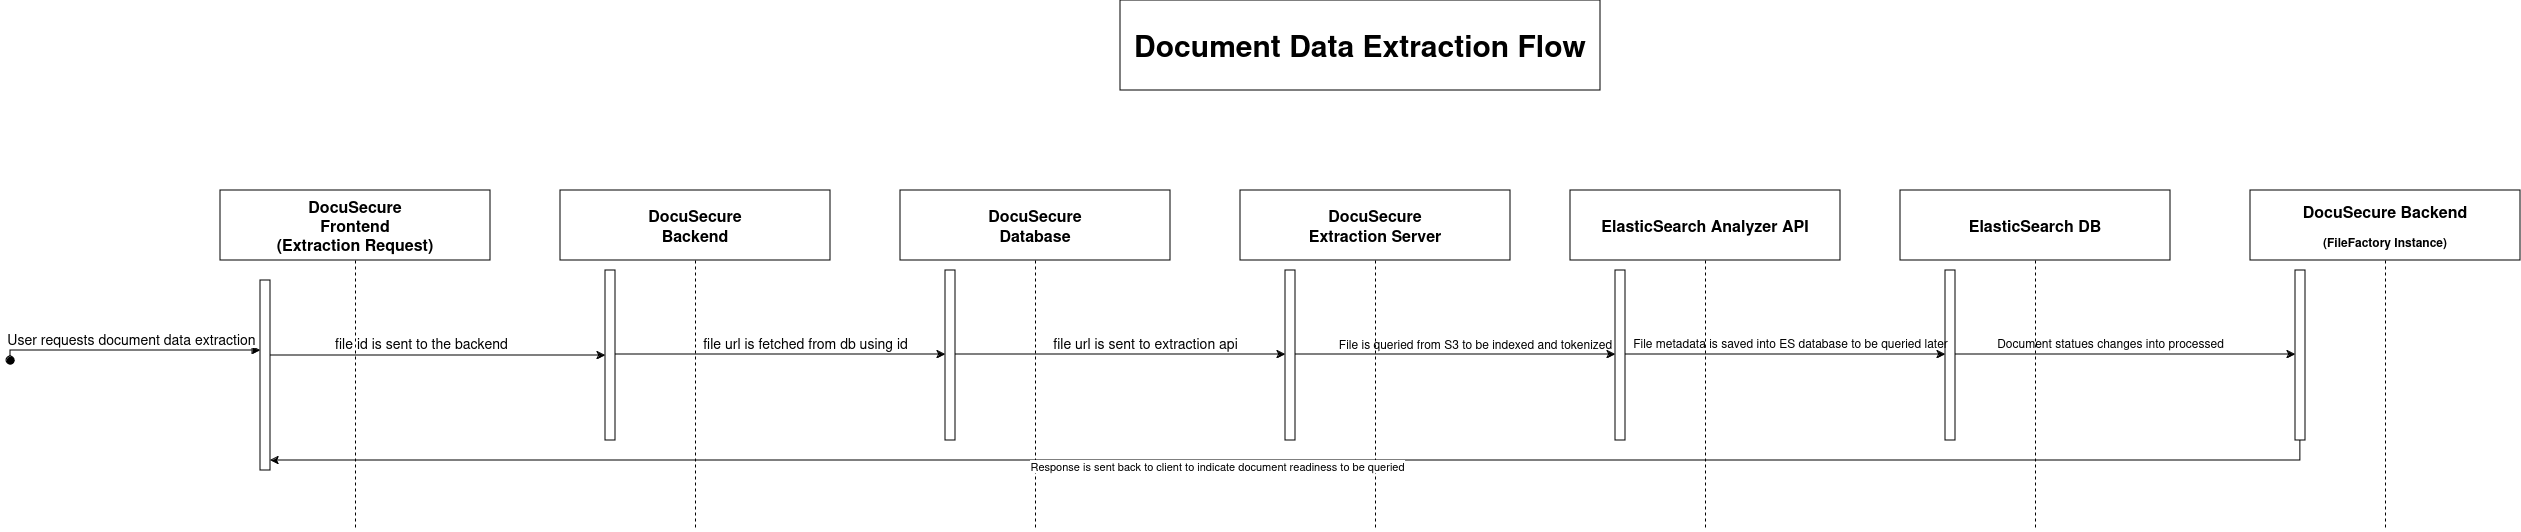 Document Data Extraction Flow
DocuSecure
Frontend
(Extraction Request)
DocuSecure
Backend
DocuSecure
Database
DocuSecure
Extraction Server
ElasticSearch Analyzer API
ElasticSearch DB
DocuSecure Backend
(FileFactory Instance)
User requests document data extraction
file id is sent to the backend
file url is fetched from db using id
file url is sent to extraction api
File is queried from S3 to be indexed and tokenized
File metadata is saved into ES database to be queried later
Document statues changes into processed
Response is sent back to client to indicate document readiness to be queried